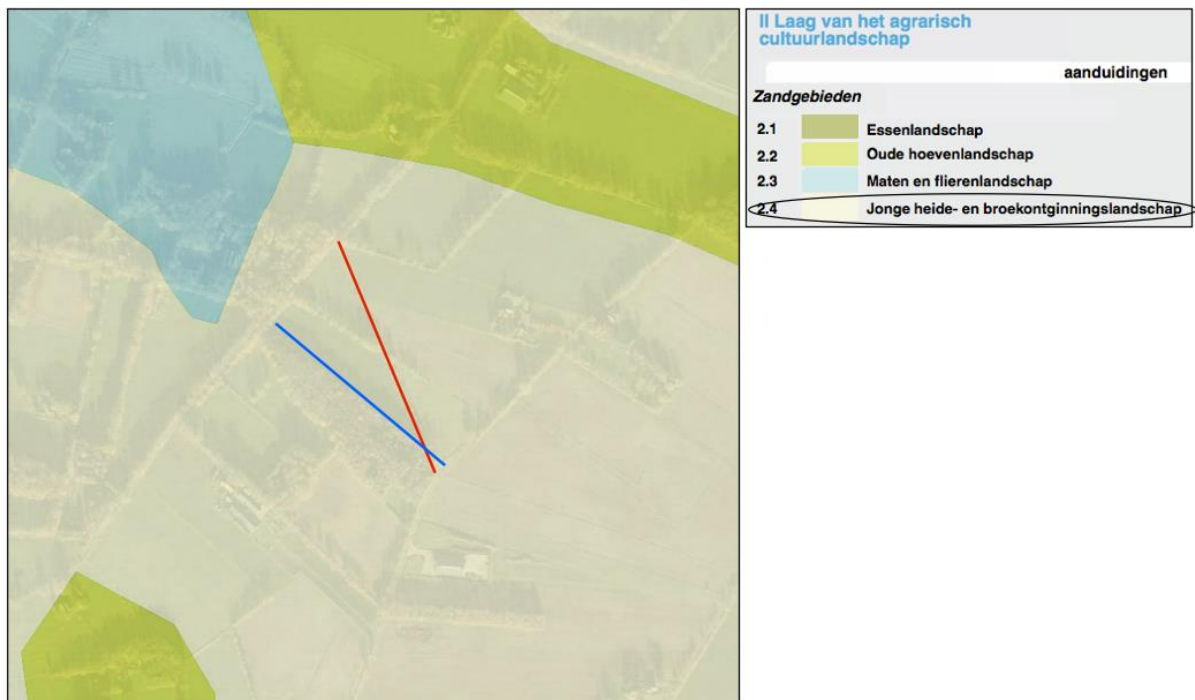 II Laag van het agrarisch
cultuurlandschap
aanduidingen
Zandgebieden
2.1 Essenlandschap
2.2 Oude hoevenlandschap
2.3 Maten en flierenlandschap
2.4 Jonge heide- en broekontginningslandschap